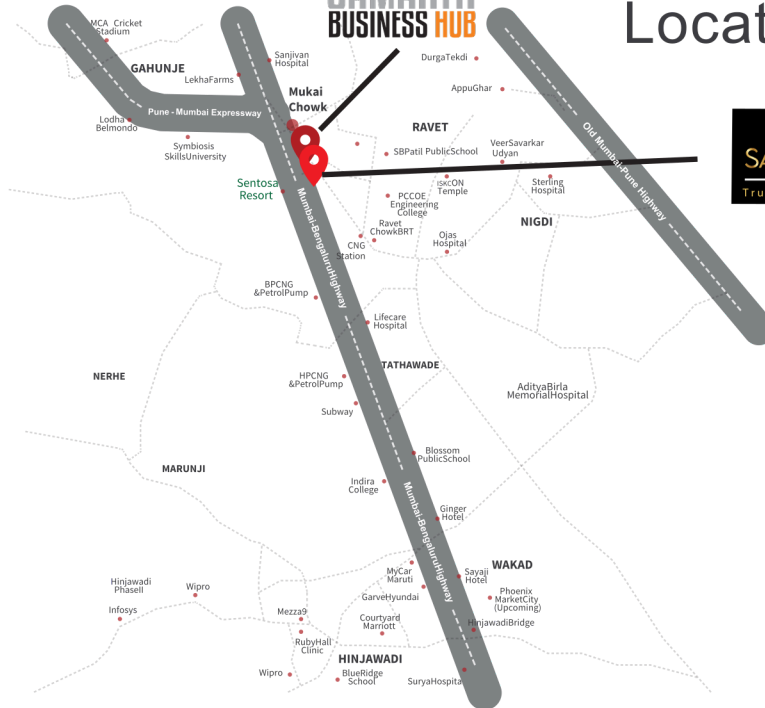 SAMARTH
BUSINESS HUB
Locat
MCA Cricket
Stadium
GAHUNJE
LekhaFarms
Sanjivan
Hospital
DurgaTekdi
AppuGhar
Mukai
Chowk
Pune - Mumbai Expressway
Lodha
Belmondo
Symbiosis
SkillsUniversity
RAVET
SBPatil PublicSchool
VeerSavarkar
Udyan
Old Mumbai-Pune Highway
SA
Tru
Sentosa
Resort
ISKCON
Temple
Sterling
Hospital
PCCOE
Engineering
College
NIGDI
Ravet
ChowkBRT
CNG
Station
Ojas
Hospital
Mumbai-BengaluruHighway
BPCNG
&PetrolPump
Lifecare
Hospital
TATHAWADE
NERHE
HPCNG
&PetrolPump
Subway
AdityaBirla
MemorialHospital
Blossom
PublicSchool
MARUNJI
Indira
College
Ginger
Hotel
Mumbai-BengaluruHighway
WAKAD
MyCar
Maruti
Sayaji
Hotel
GarveHyundai
Phoenix
MarketCity
(Upcoming)
Hinjawadi
PhaseII
Wipro
Infosys
Mezza9
Courtyard
Marriott
HinjawadiBridge
RubyHall
Clinic
HINJAWADI
Wipro
BlueRidge
School
SuryaHospita